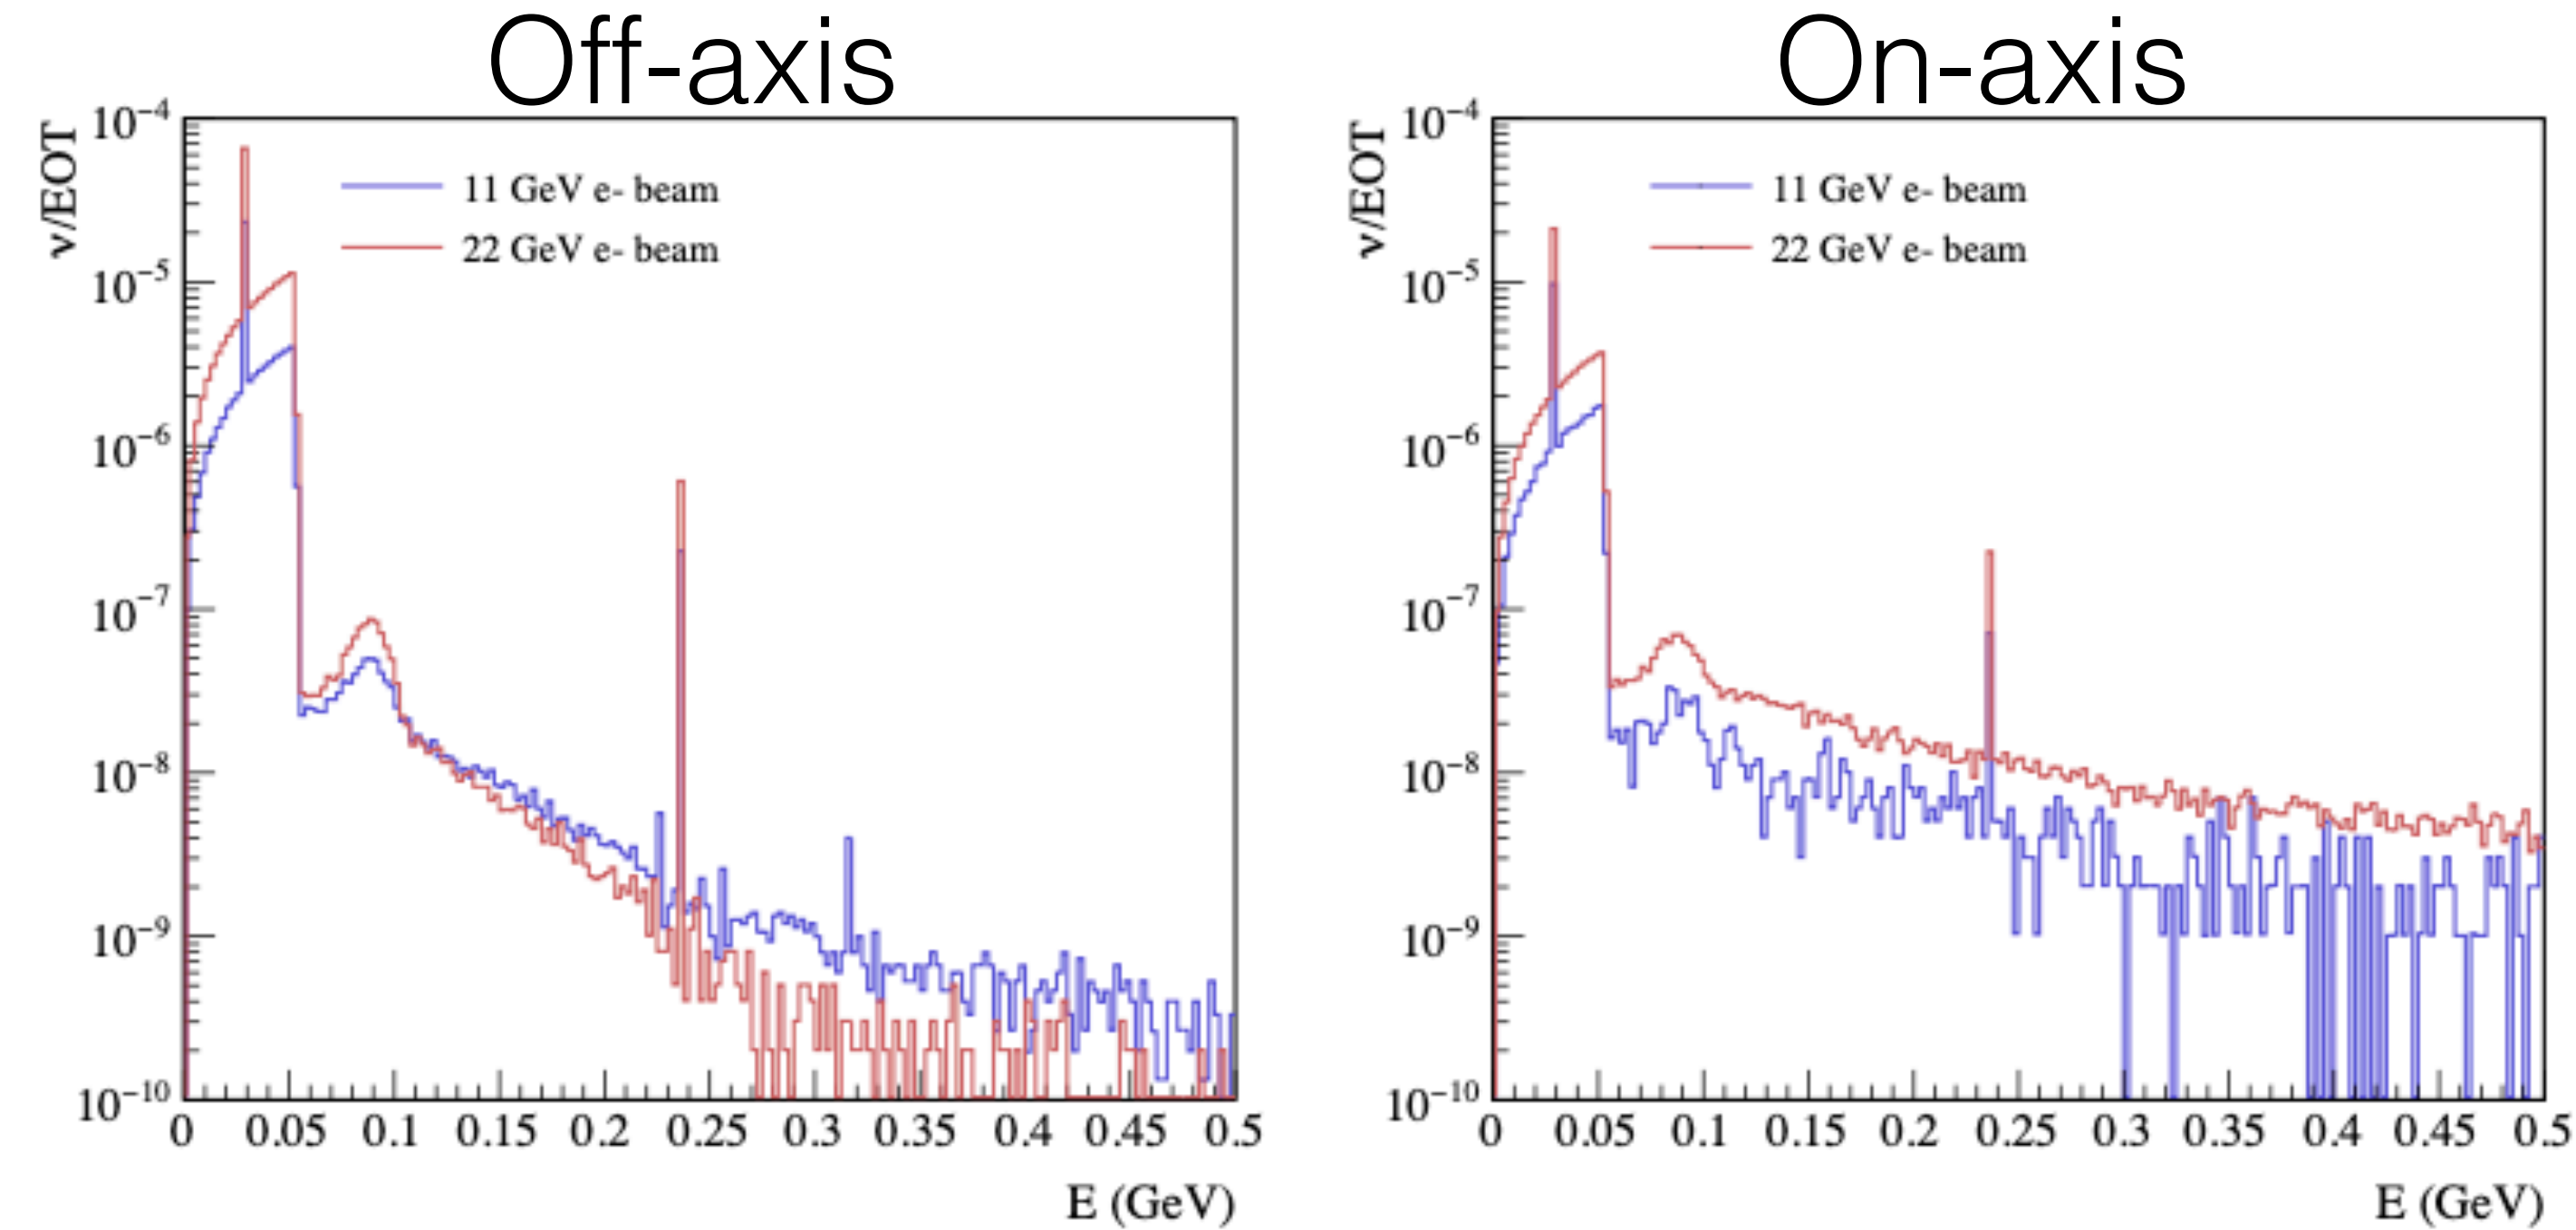 Off-axis
ν/EOT
10⁻⁴
10⁻⁵
10⁻⁶
10⁻⁷
10⁻⁸
10⁻⁹
10⁻¹⁰
11 GeV e- beam
22 GeV e- beam
0 0.05 0.1 0.15 0.2 0.25 0.3 0.35 0.4 0.45 0.5
E (GeV)
On-axis
ν/EOT
10⁻⁴
10⁻⁵
10⁻⁶
10⁻⁷
10⁻⁸
10⁻⁹
10⁻¹⁰
11 GeV e- beam
22 GeV e- beam
0 0.05 0.1 0.15 0.2 0.25 0.3 0.35 0.4 0.45 0.5
E (GeV)